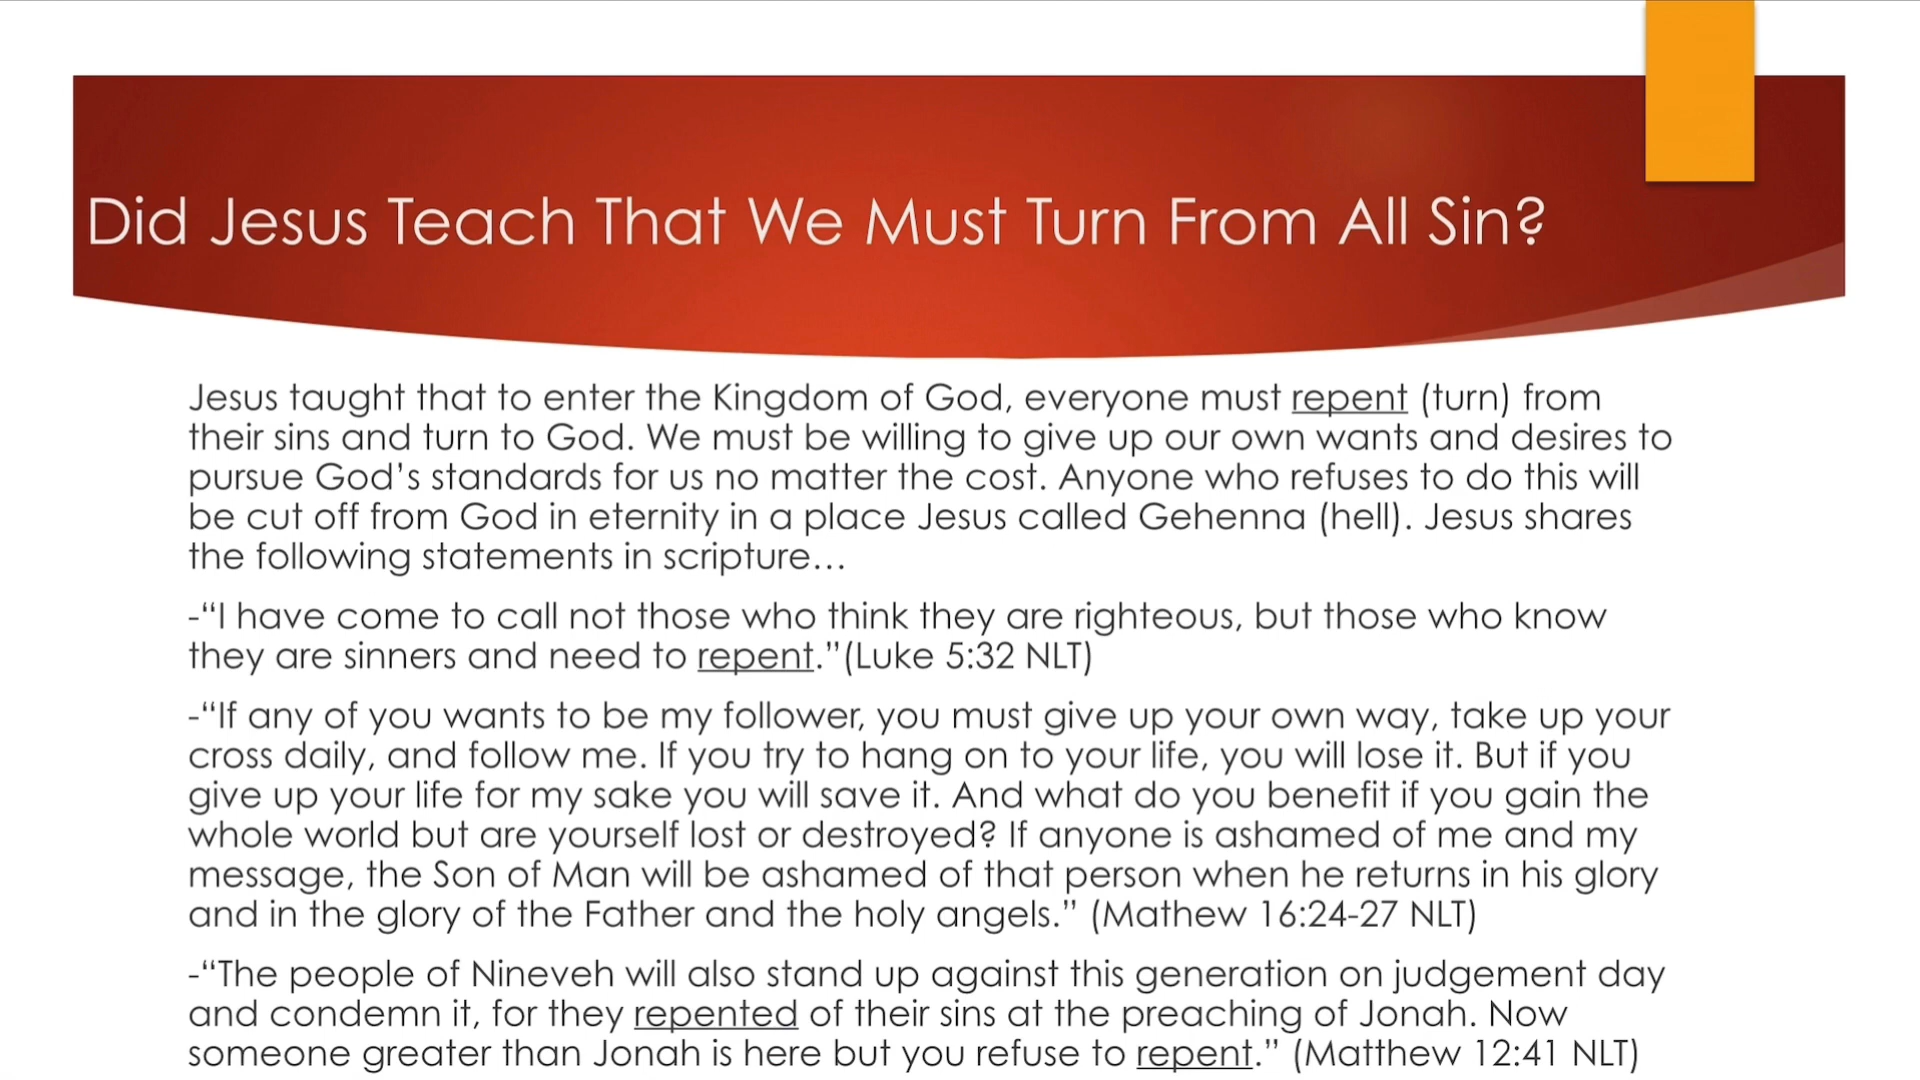 Did Jesus Teach That We Must Turn From All Sin?
Jesus taught that to enter the Kingdom of God, everyone must repent (turn) from
their sins and turn to God. We must be willing to give up our own wants and desires to
pursue God’s standards for us no matter the cost. Anyone who refuses to do this will
be cut off from God in eternity in a place Jesus called Gehenna (hell). Jesus shares
the following statements in scripture…
-“I have come to call not those who think they are righteous, but those who know
they are sinners and need to repent.”(Luke 5:32 NLT)
-“If any of you wants to be my follower, you must give up your own way, take up your
cross daily, and follow me. If you try to hang on to your life, you will lose it. But if you
give up your life for my sake you will save it. And what do you benefit if you gain the
whole world but are yourself lost or destroyed? If anyone is ashamed of me and my
message, the Son of Man will be ashamed of that person when he returns in his glory
and in the glory of the Father and the holy angels.” (Mathew 16:24-27 NLT)
-“The people of Nineveh will also stand up against this generation on judgement day
and condemn it, for they repented of their sins at the preaching of Jonah. Now
someone greater than Jonah is here but you refuse to repent.” (Matthew 12:41 NLT)